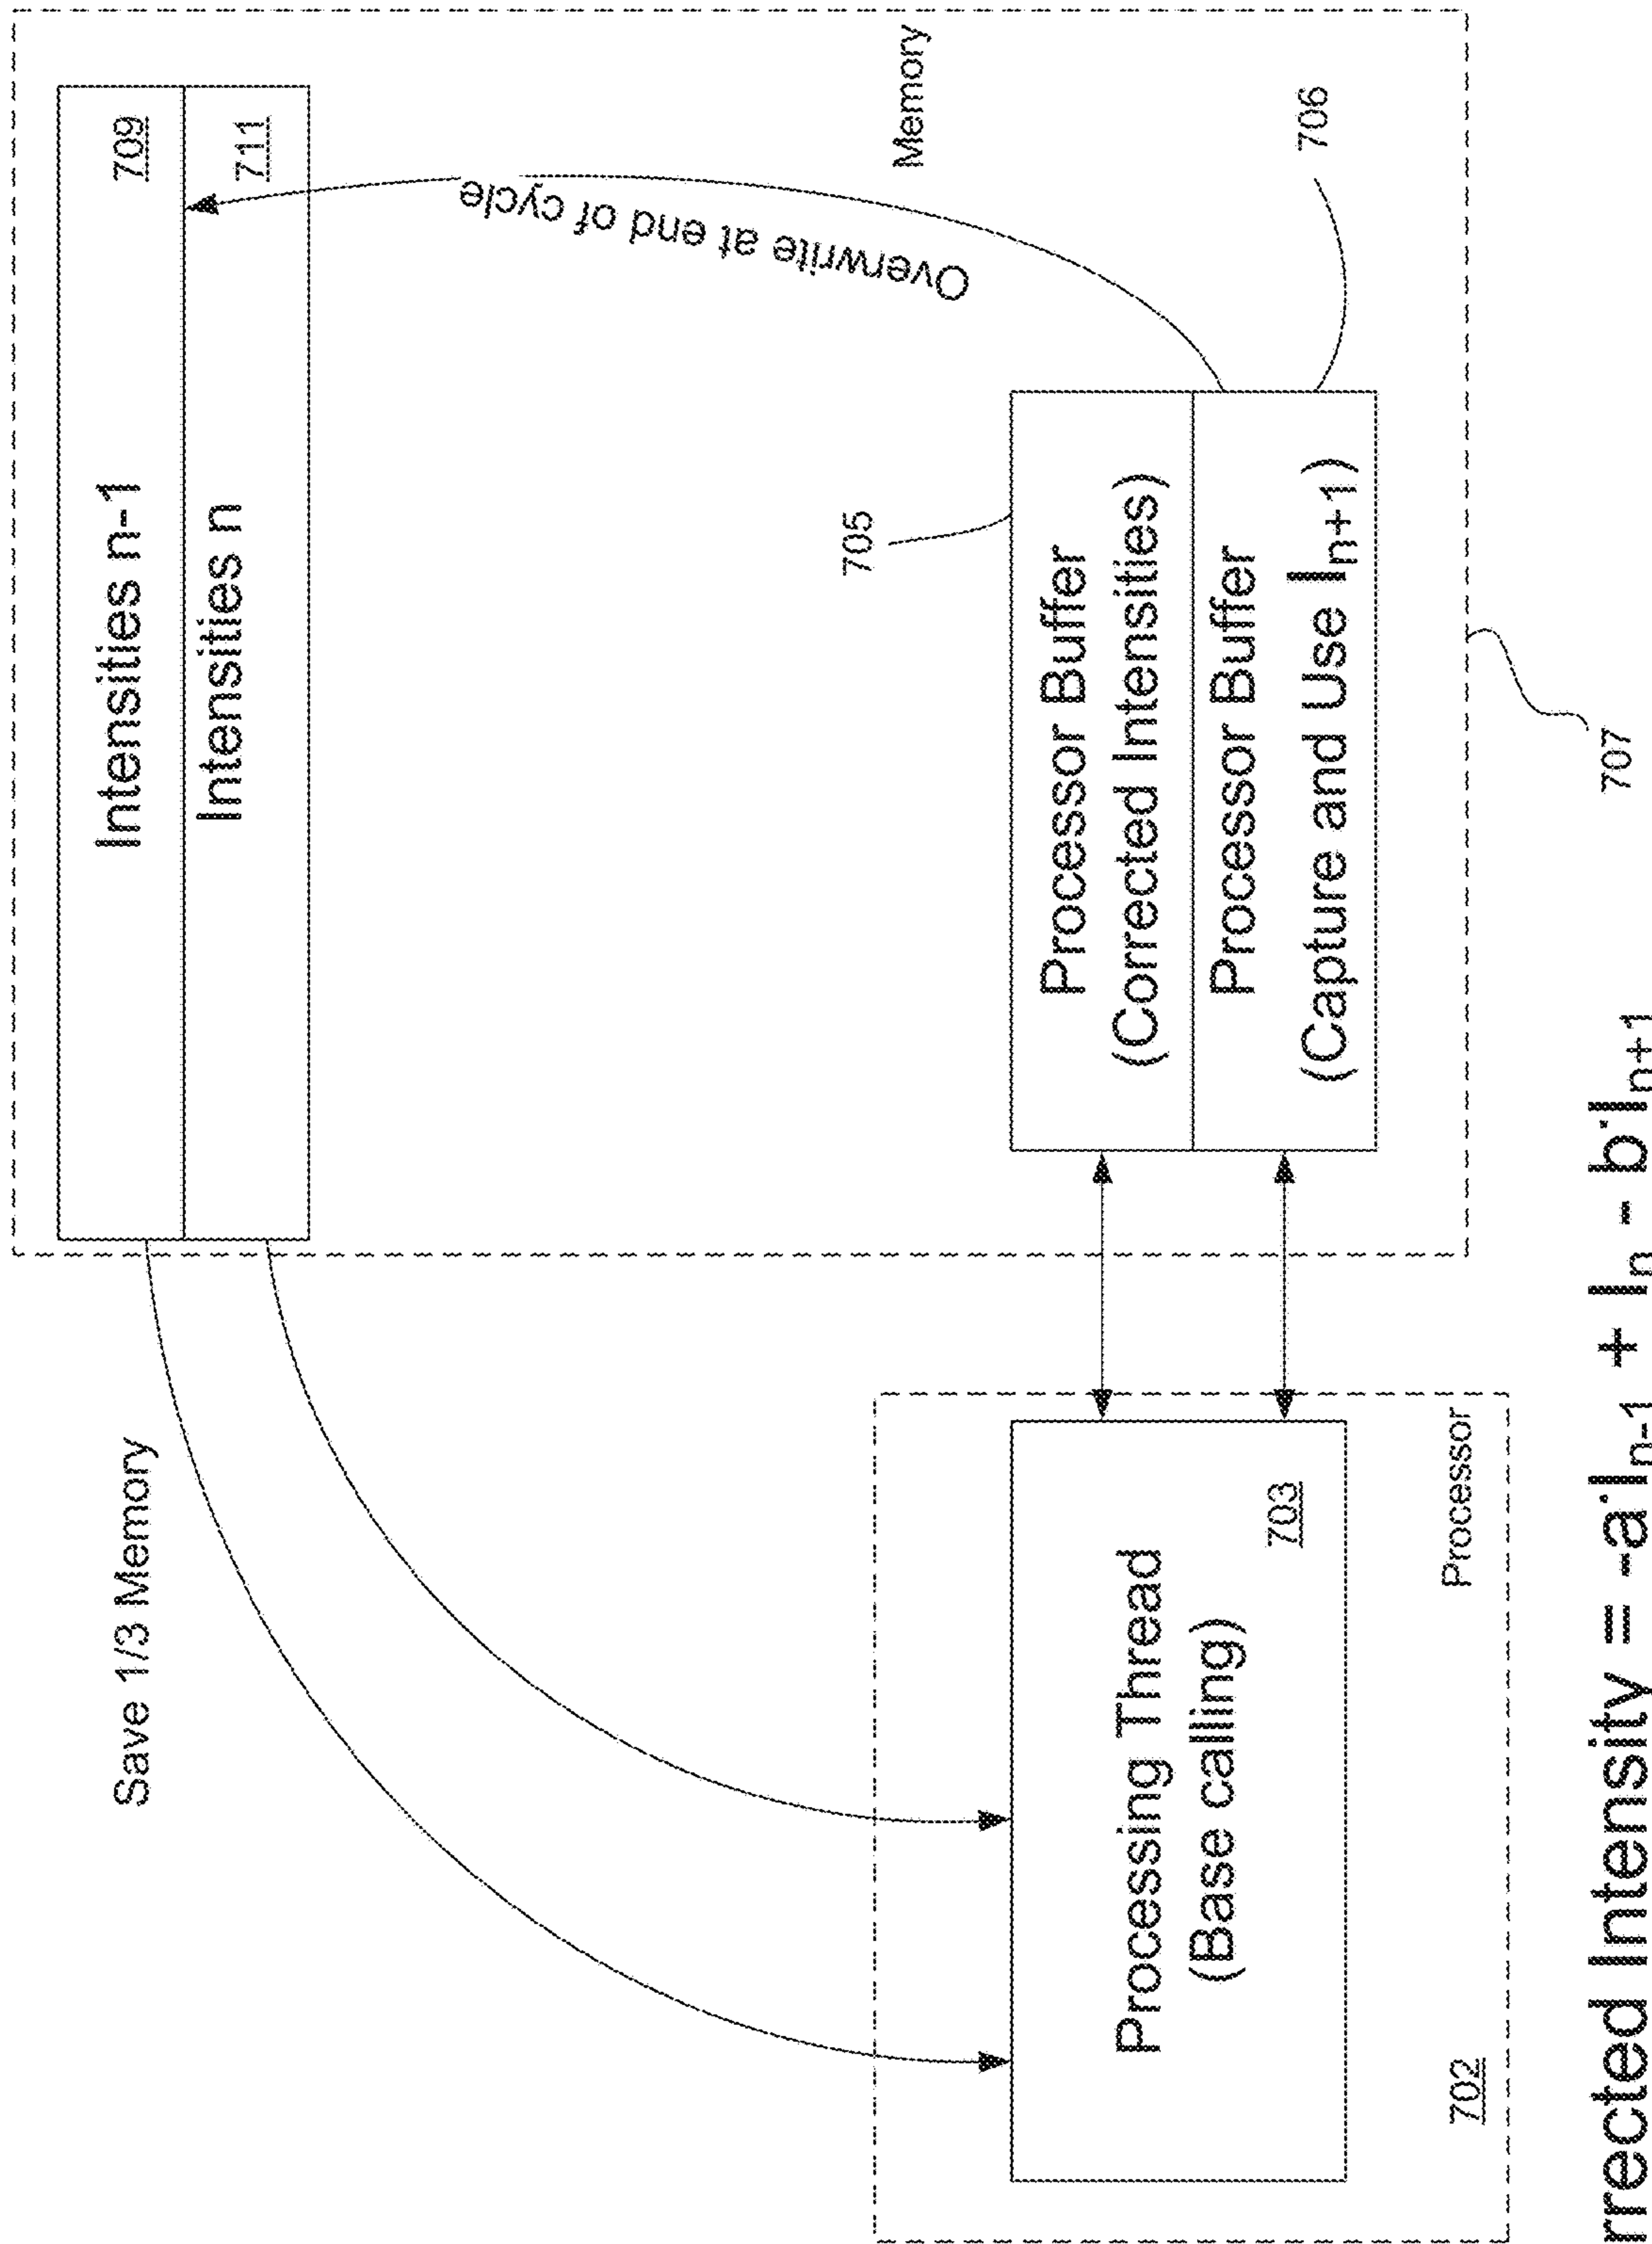 Save 1/3 Memory
Intensities n-1
709
Intensities n
711
Overwrite at end of cycle
Memory
705
706
Processor Buffer
(Corrected Intensities)
Processor Buffer
(Capture and Use Iₙ₊₁)
Processing Thread
(Base calling)
703
Processor
702
707
rrected Intensity = -a·Iₙ₋₁ + Iₙ - b·Iₙ₊₁